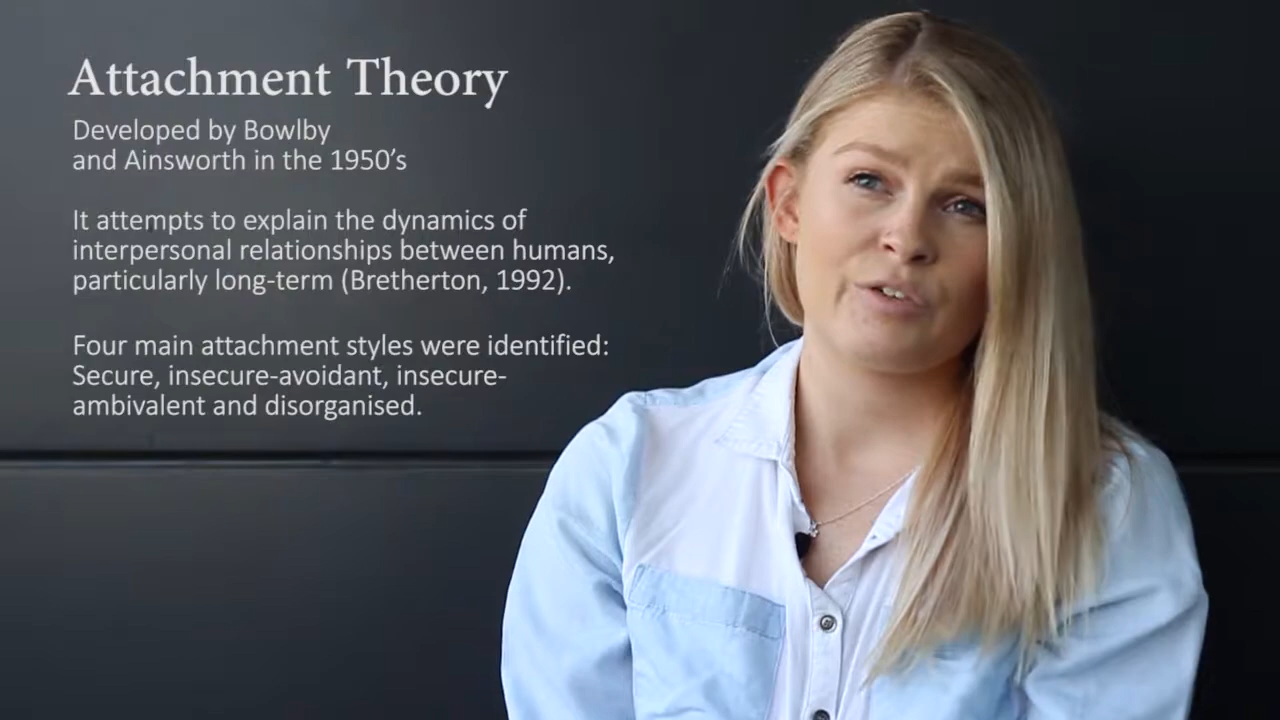 Attachment Theory
Developed by Bowlby
and Ainsworth in the 1950’s
It attempts to explain the dynamics of
interpersonal relationships between humans,
particularly long-term (Bretherton, 1992).
Four main attachment styles were identified:
Secure, insecure-avoidant, insecure-
ambivalent and disorganised.